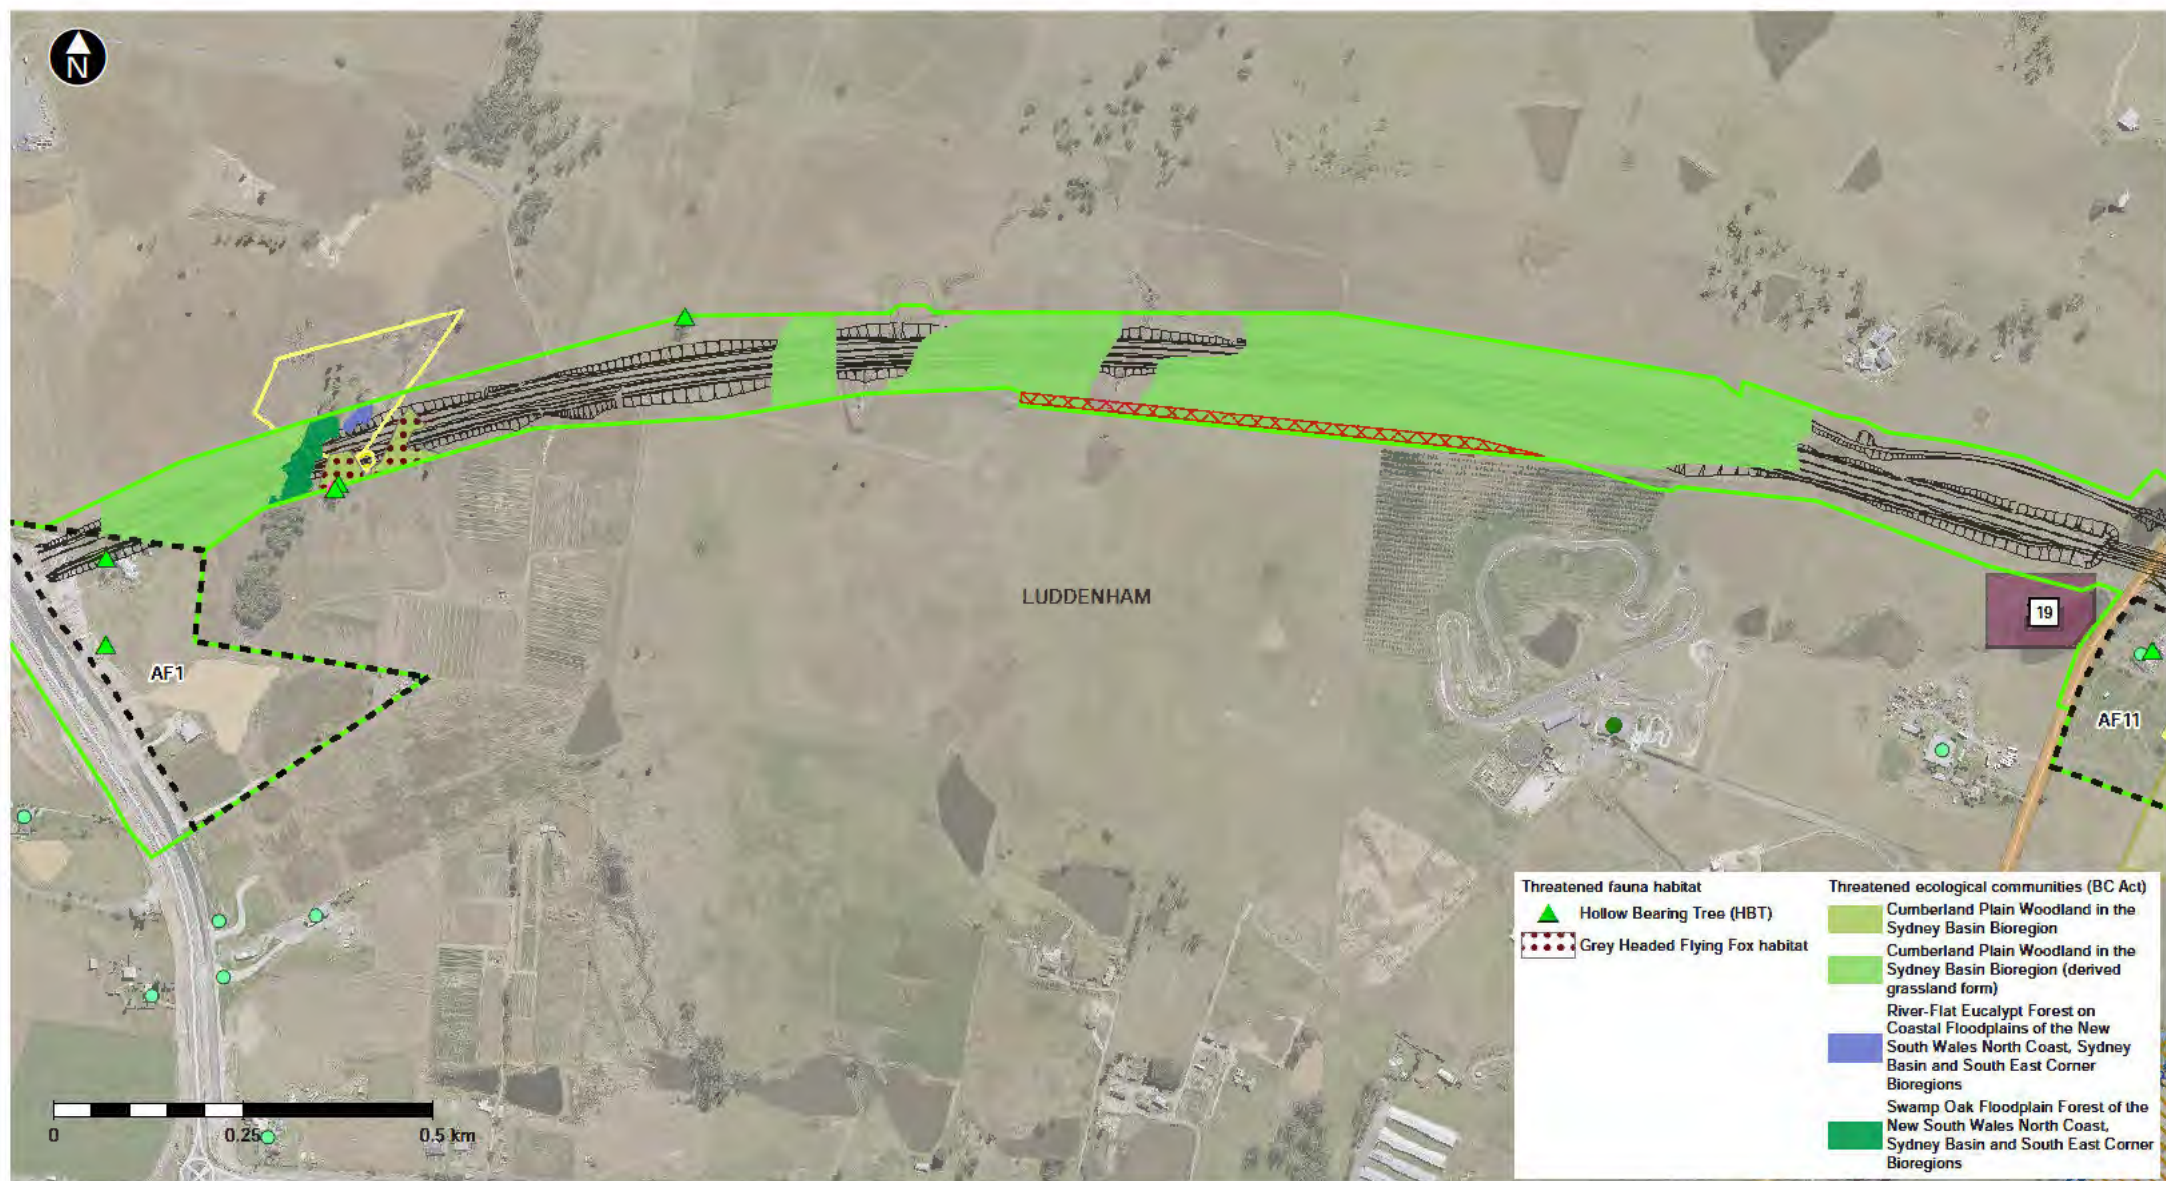 N
LUDDENHAM
19
AF1
AF11
Threatened fauna habitat
Hollow Bearing Tree (HBT)
Grey Headed Flying Fox habitat
Threatened ecological communities (BC Act)
Cumberland Plain Woodland in the
Sydney Basin Bioregion
Cumberland Plain Woodland in the
Sydney Basin Bioregion (derived
grassland form)
River-Flat Eucalypt Forest on
Coastal Floodplains of the New
South Wales North Coast, Sydney
Basin and South East Corner
Bioregions
Swamp Oak Floodplain Forest of the
New South Wales North Coast,
Sydney Basin and South East Corner
Bioregions
0 0.25 0.5 km